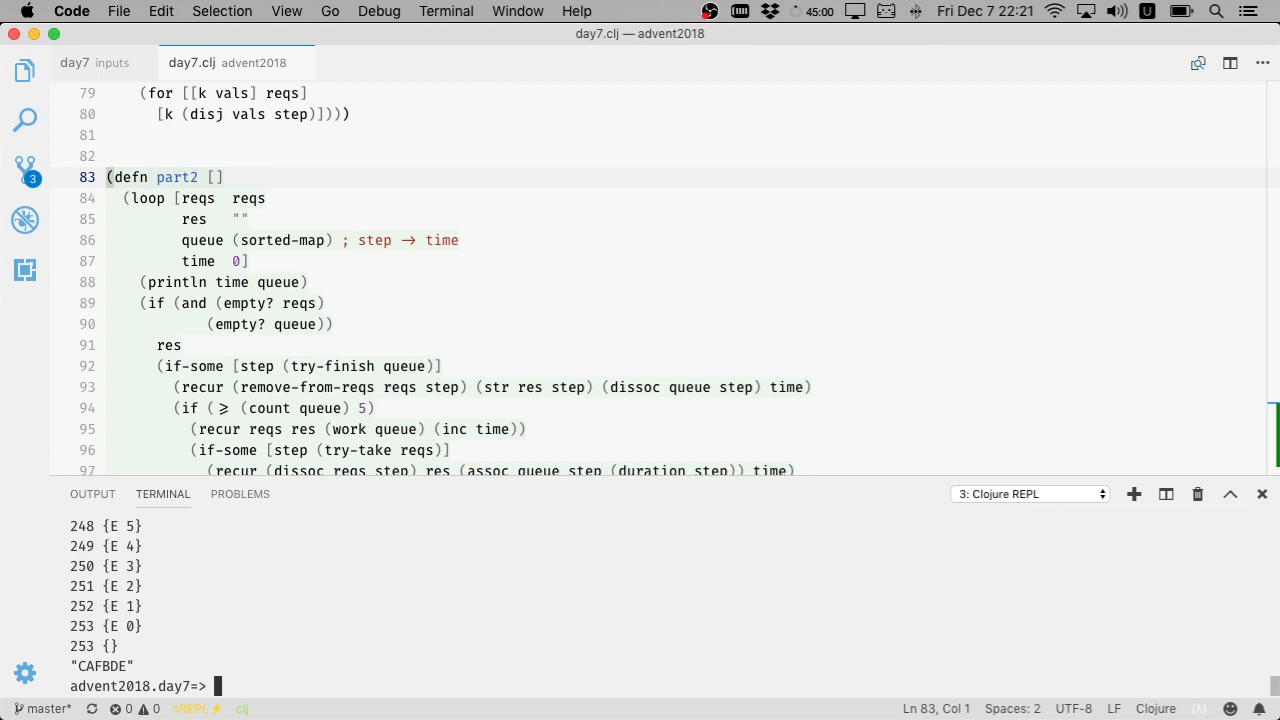 Code File Edit Selection View Go Debug Terminal Window Help 45:00 U Fri Dec 7 22:21
day7.clj — advent2018
day7 inputs day7.clj advent2018
79 (for [[k vals] reqs]
80 [k (disj vals step)])))
81
82
83 (defn part2 []
84 (loop [reqs reqs
85 res ""
86 queue (sorted-map) ; step -> time
87 time 0]
88 (println time queue)
89 (if (and (empty? reqs)
90 (empty? queue))
91 res
92 (if-some [step (try-finish queue)]
93 (recur (remove-from-reqs reqs step) (str res step) (dissoc queue step) time)
94 (if (>= (count queue) 5)
95 (recur reqs res (work queue) (inc time))
96 (if-some [step (try-take reqs)]
97 (recur (dissoc reqs step) res (assoc queue step (duration step)) time)
3
OUTPUT TERMINAL PROBLEMS 3: Clojure REPL
248 {E 5}
249 {E 4}
250 {E 3}
251 {E 2}
252 {E 1}
253 {E 0}
253 {}
"CAFBDE"
advent2018.day7=>
master* 0 0 nREPL clj Ln 83, Col 1 Spaces: 2 UTF-8 LF Clojure (λ)